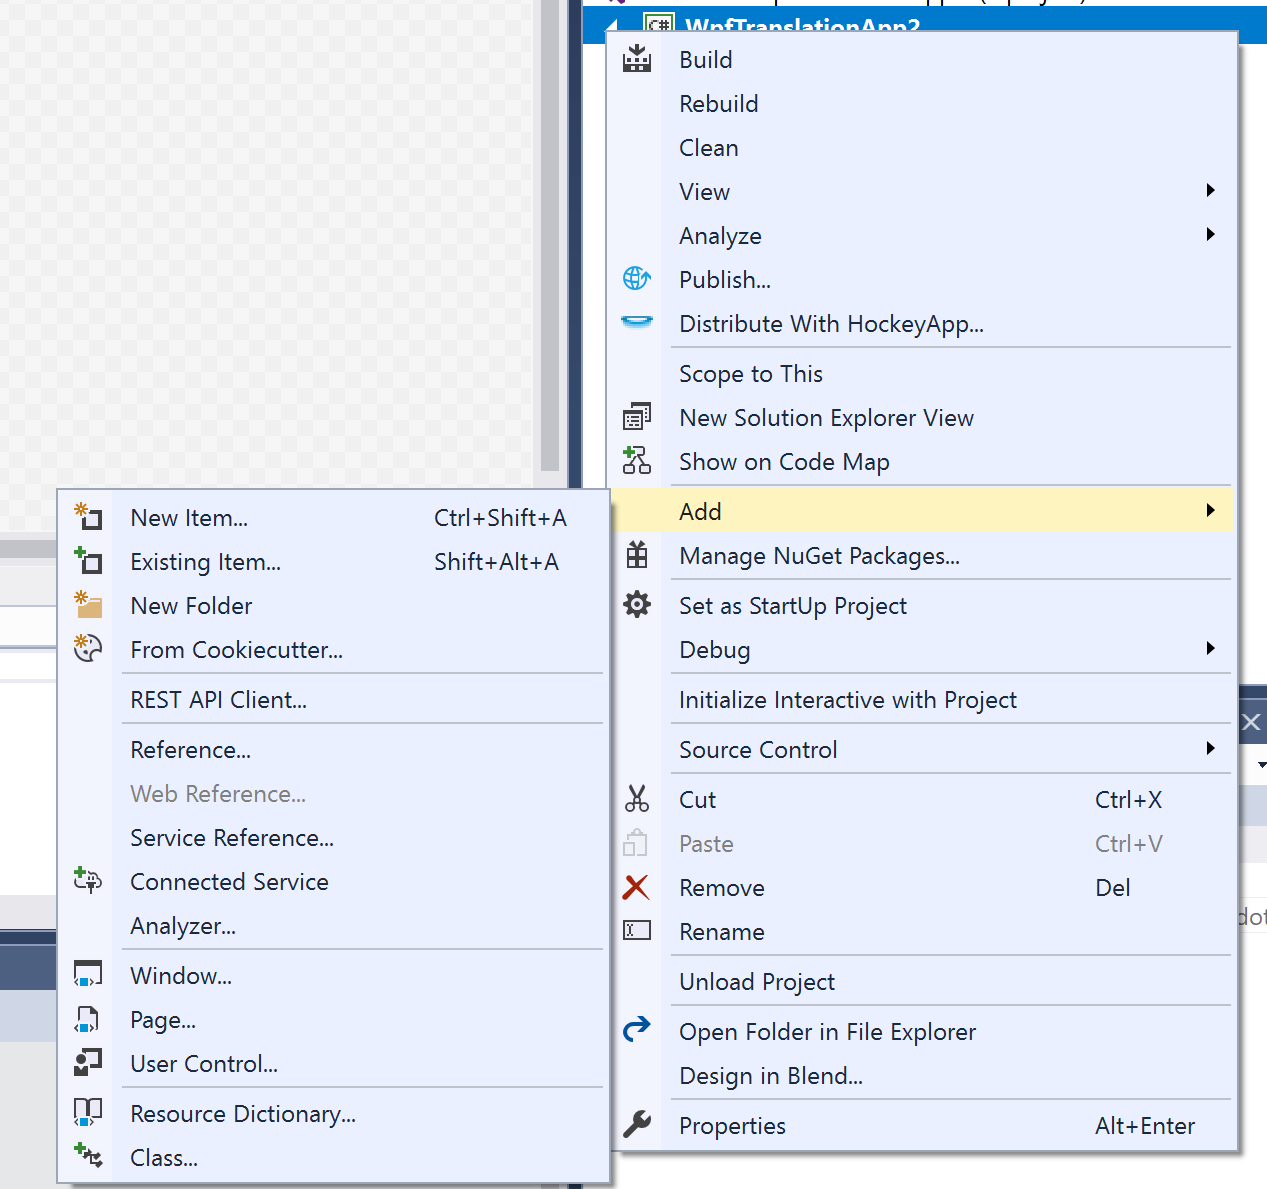 WpfTranslationApp2
Build
Rebuild
Clean
View
Analyze
Publish...
Distribute With HockeyApp...
Scope to This
New Solution Explorer View
Show on Code Map
Add
Manage NuGet Packages...
Set as StartUp Project
Debug
Initialize Interactive with Project
Source Control
Cut Ctrl+X
Paste Ctrl+V
Remove Del
Rename
Unload Project
Open Folder in File Explorer
Design in Blend...
Properties Alt+Enter
New Item... Ctrl+Shift+A
Existing Item... Shift+Alt+A
New Folder
From Cookiecutter...
REST API Client...
Reference...
Web Reference...
Service Reference...
Connected Service
Analyzer...
Window...
Page...
User Control...
Resource Dictionary...
Class...
dot